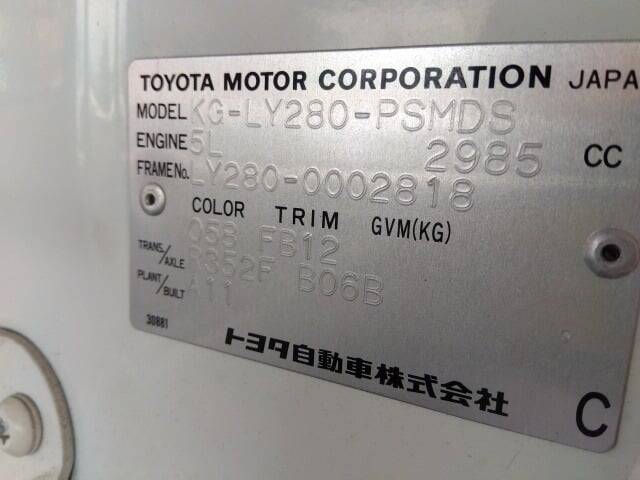 TOYOTA MOTOR CORPORATION JAPA
MODEL KG-LY280-PSMDS
ENGINE 5L 2985 CC
FRAME No. LY280-0002818
COLOR TRIM GVM(KG)
058 FB12
TRANS./AXLE R352F B06B
PLANT/BUILT A11
30881
トヨタ自動車株式会社
C